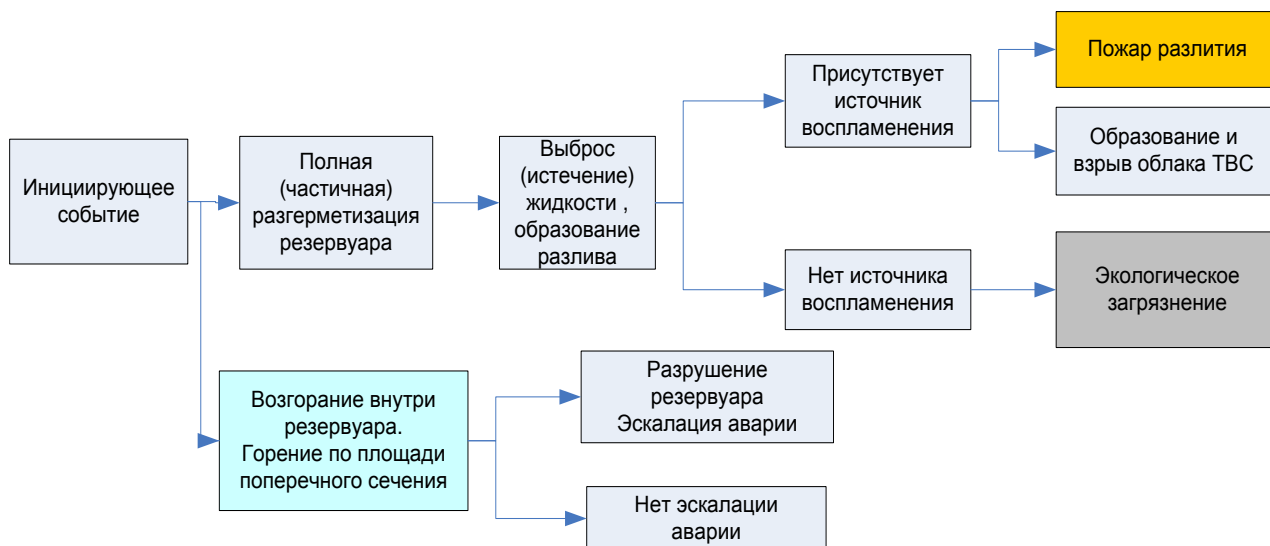 Инициирующее
событие
Полная
(частичная)
разгерметизация
резервуара
Выброс
(истечение)
жидкости ,
образование
разлива
Присутствует
источник
воспламенения
Пожар разлития
Образование и
взрыв облака ТВС
Нет источника
воспламенения
Экологическое
загрязнение
Возгорание внутри
резервуара.
Горение по площади
поперечного сечения
Разрушение
резервуара
Эскалация аварии
Нет эскалации
аварии